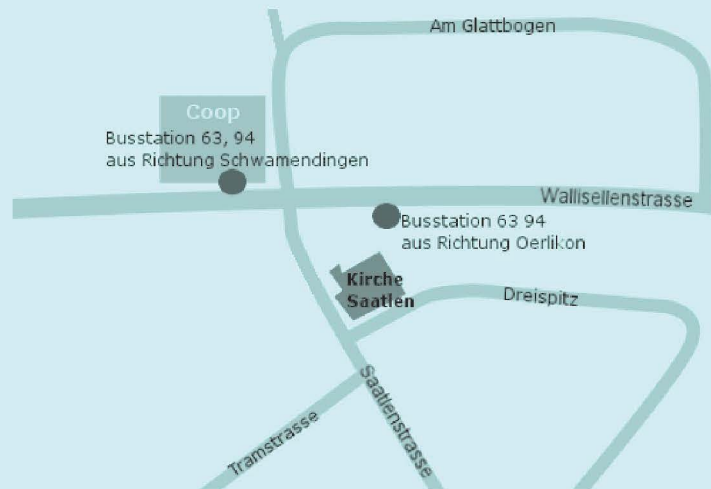 Am Glattbogen
Coop
Busstation 63, 94
aus Richtung Schwamendingen
Wallisellenstrasse
Busstation 63 94
aus Richtung Oerlikon
Kirche
Saatlen
Dreispitz
Saatlenstrasse
Tramstrasse